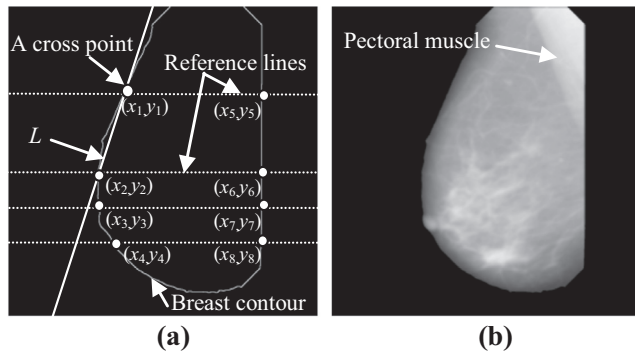 A cross point
Reference lines
Pectoral muscle
(x1,y1)
(x5,y5)
L
(x2,y2)
(x6,y6)
(x3,y3)
(x7,y7)
(x4,y4)
(x8,y8)
Breast contour
(a)
(b)